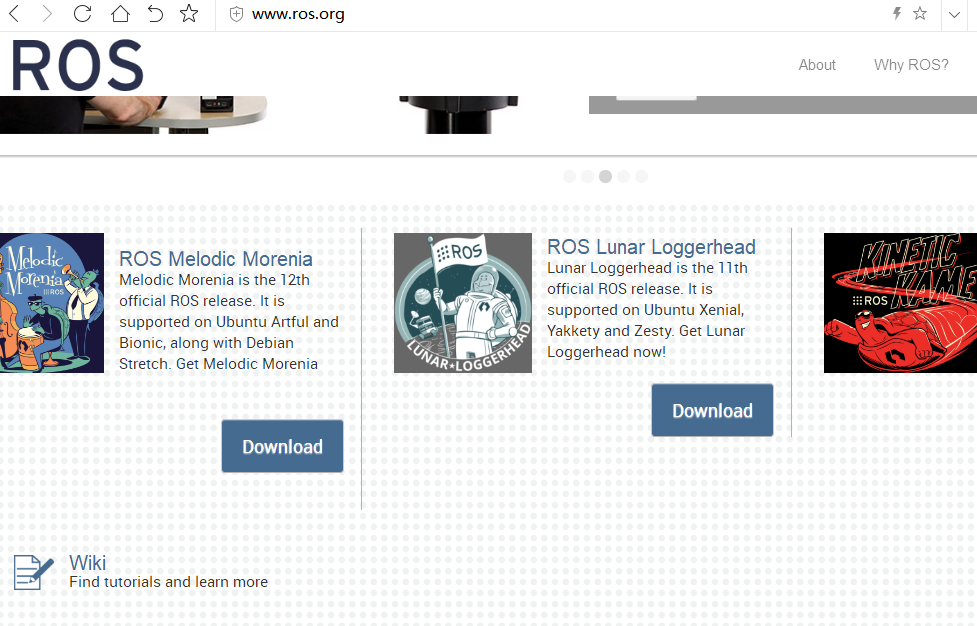 www.ros.org
ROS
About
Why ROS?
Melodic
Morenia
ROS
ROS Melodic Morenia
Melodic Morenia is the 12th
official ROS release. It is
supported on Ubuntu Artful and
Bionic, along with Debian
Stretch. Get Melodic Morenia
Download
ROS
LUNAR★LOGGERHEAD
ROS Lunar Loggerhead
Lunar Loggerhead is the 11th
official ROS release. It is
supported on Ubuntu Xenial,
Yakkety and Zesty. Get Lunar
Loggerhead now!
Download
KINETIC
KAME
ROS
Wiki
Find tutorials and learn more